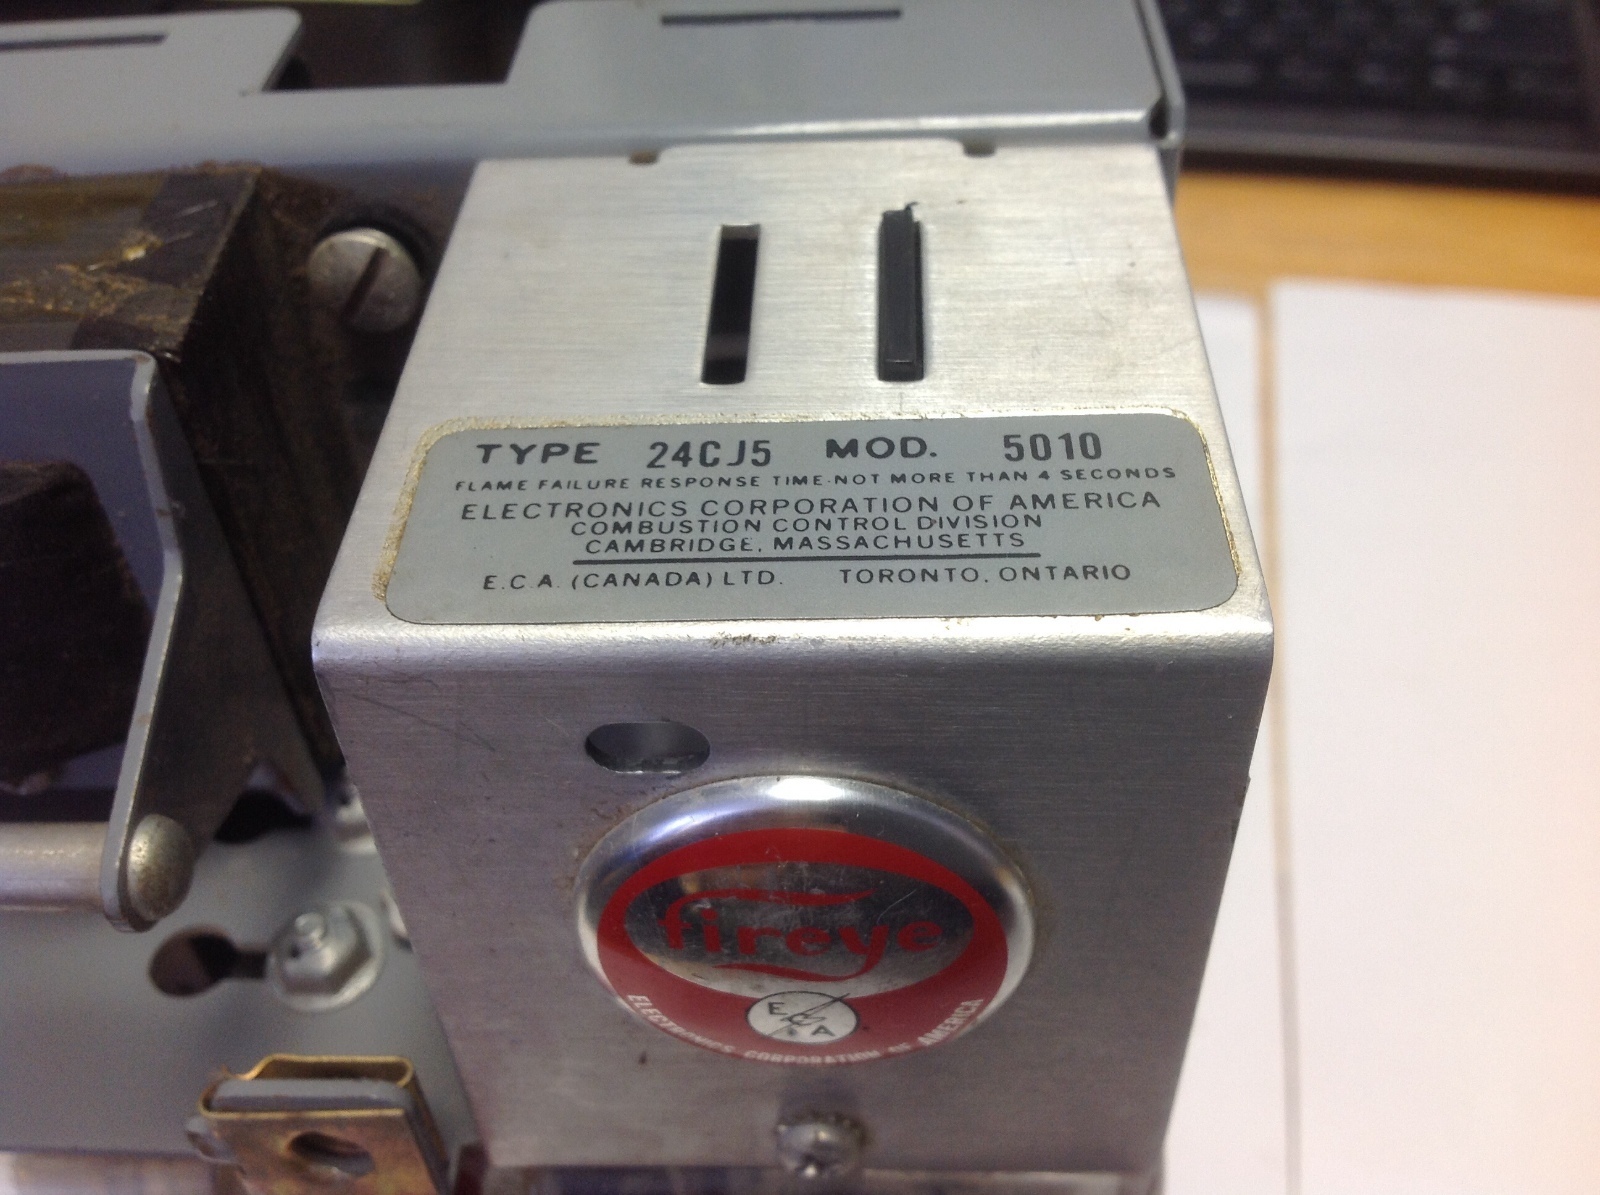 TYPE 24CJ5 MOD. 5010
FLAME FAILURE RESPONSE TIME-NOT MORE THAN 4 SECONDS
ELECTRONICS CORPORATION OF AMERICA
COMBUSTION CONTROL DIVISION
CAMBRIDGE, MASSACHUSETTS
E.C.A. (CANADA) LTD. TORONTO, ONTARIO
fireye
ECA
ELECTRONICS CORPORATION OF AMERICA